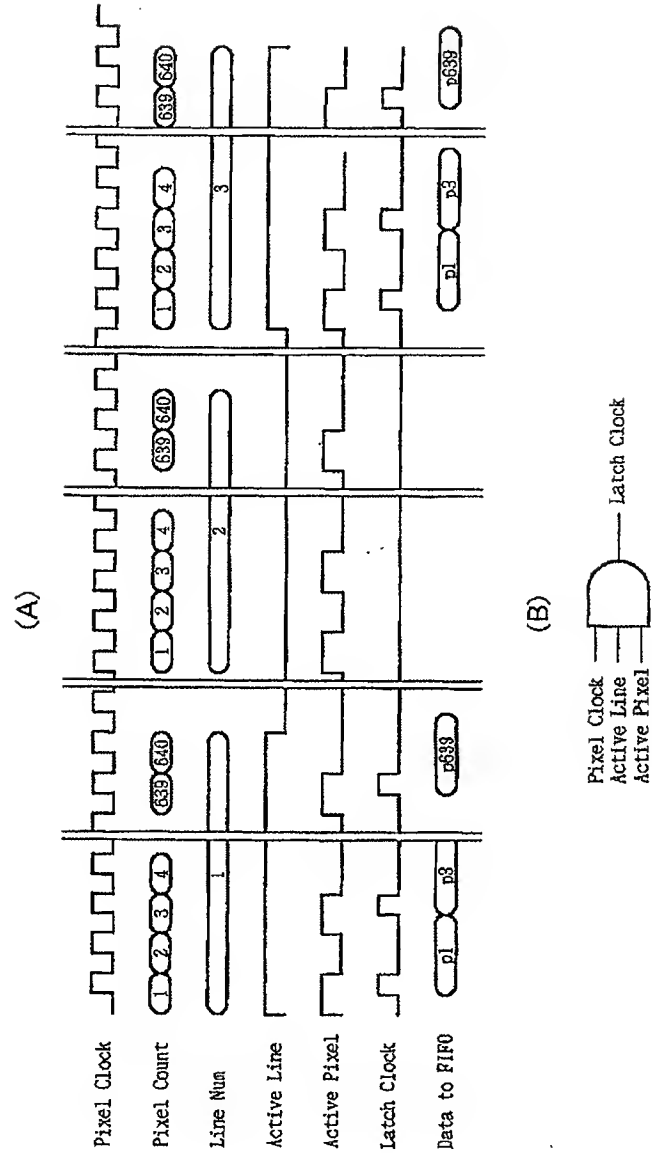 (A)
Pixel Clock
Pixel Count 1 2 3 4 639 640 1 2 3 4 639 640 1 2 3 4 639 640
Line Num 1 2 3
Active Line
Active Pixel
Latch Clock
Data to FIFO p1 p3 p639 p1 p3 p639
(B)
Pixel Clock
Active Line
Active Pixel
Latch Clock